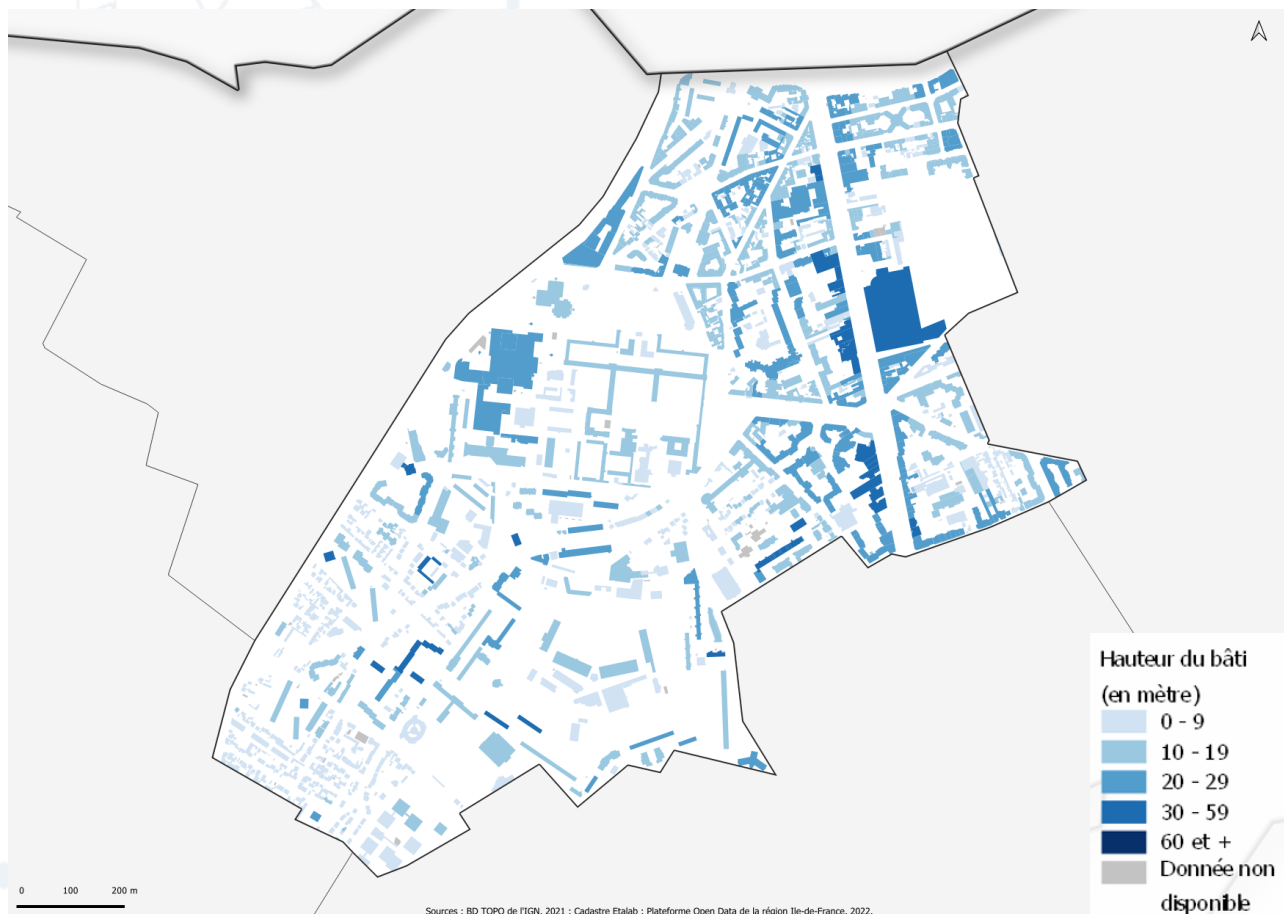 Hauteur du bâti
(en mètre)
0 - 9
10 - 19
20 - 29
30 - 59
60 et +
Donnée non
disponible
0 100 200 m
Sources : BD TOPO de l'IGN, 2021 ; Cadastre Etalab ; Plateforme Open Data de la région Ile-de-France, 2022.